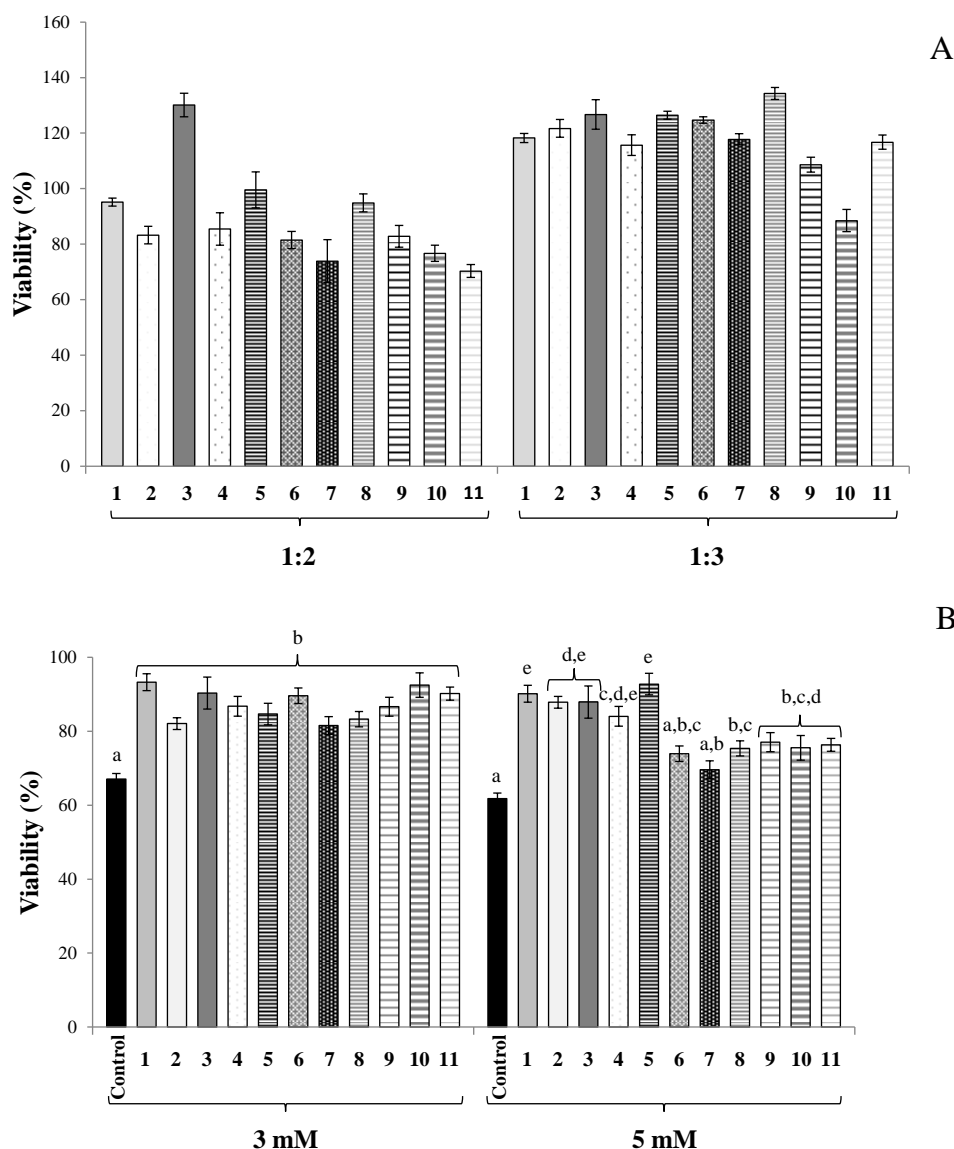 A
160
140
120
100
80
60
40
20
0
Viability (%)
1 2 3 4 5 6 7 8 9 10 11 1 2 3 4 5 6 7 8 9 10 11
1:2 1:3
B
100
80
60
40
20
0
Viability (%)
a b a e d,e c,d,e e a,b,c a,b b,c b,c,d
Control 1 2 3 4 5 6 7 8 9 10 11 Control 1 2 3 4 5 6 7 8 9 10 11
3 mM 5 mM